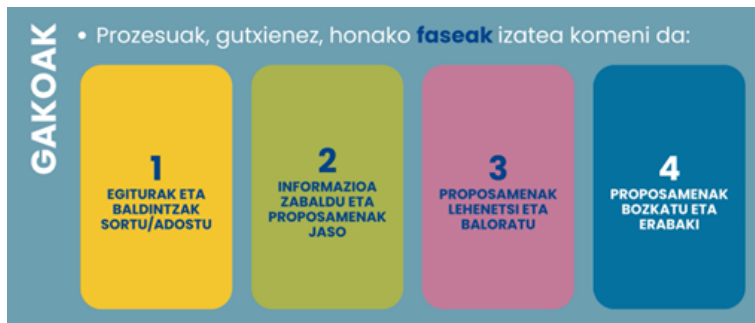 GAKOAK
• Prozesuak, gutxienez, honako faseak izatea komeni da:
1
EGITURAK ETA
BALDINTZAK
SORTU/ADOSTU
2
INFORMAZIOA
ZABALDU ETA
PROPOSAMENAK
JASO
3
PROPOSAMENAK
LEHENETSI ETA
BALORATU
4
PROPOSAMENAK
BOZKATU ETA
ERABAKI